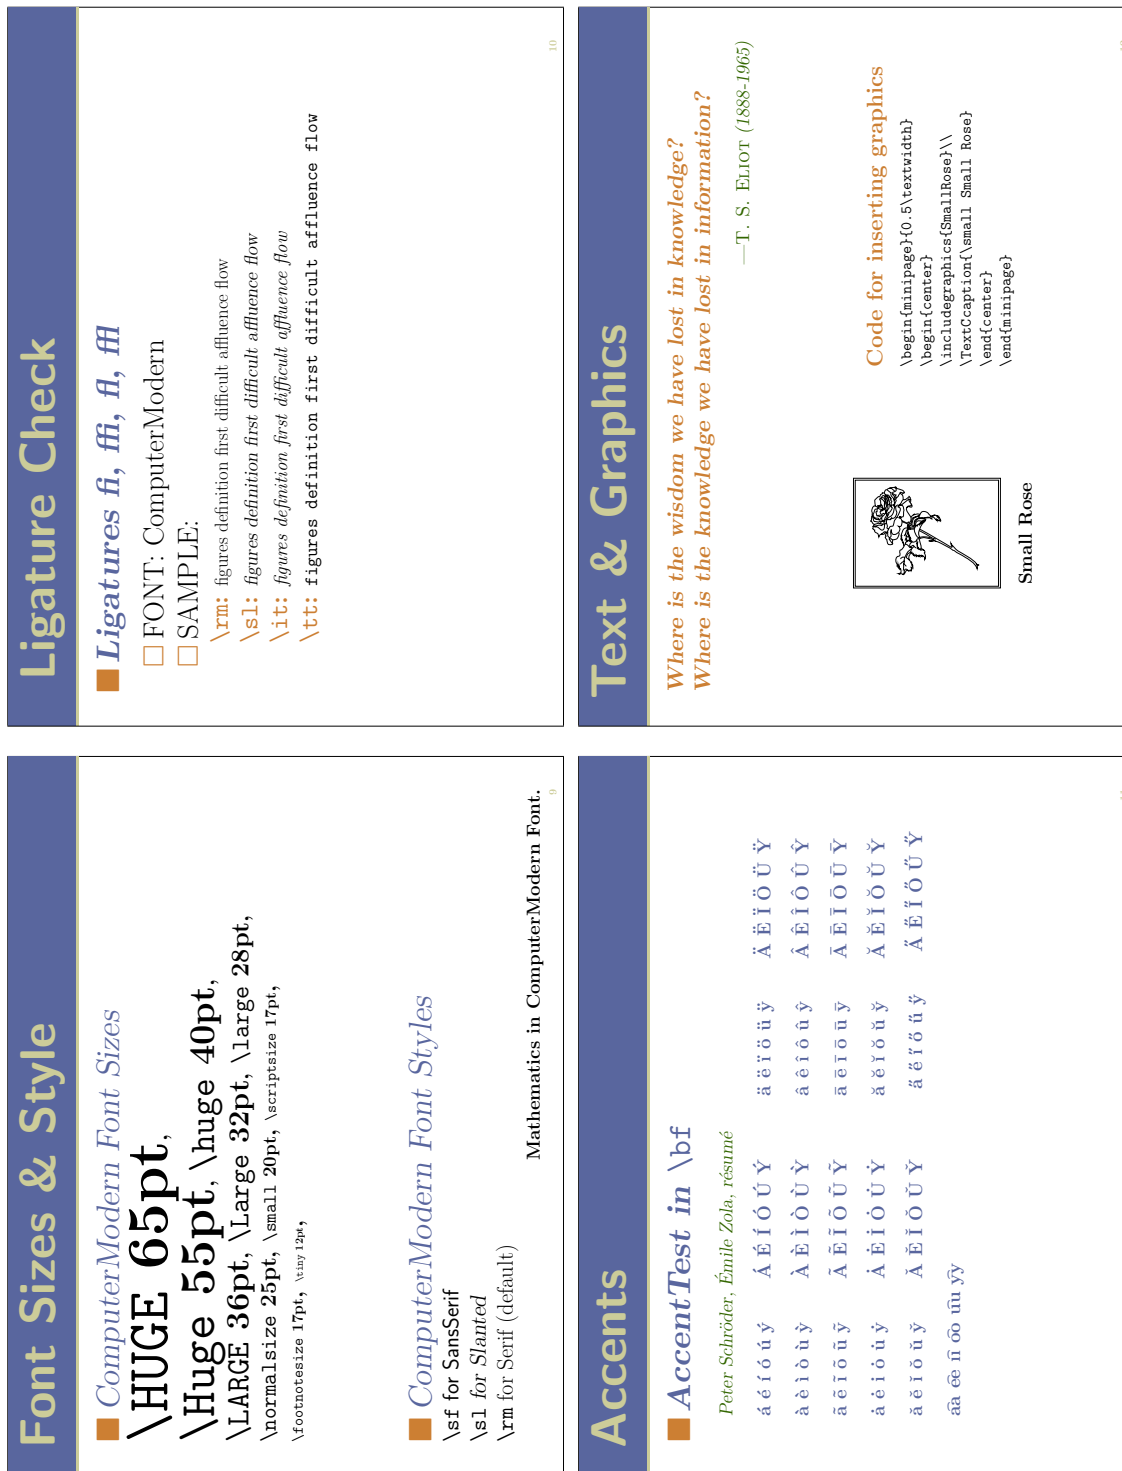 Font Sizes & Style
ComputerModern Font Sizes
\HUGE 65pt,
\Huge 55pt, \huge 40pt,
\LARGE 36pt, \Large 32pt, \large 28pt,
\normalsize 25pt, \small 20pt, \scriptsize 17pt,
\footnotesize 17pt, \tiny 12pt,
ComputerModern Font Styles
\sf for SansSerif
\sl for Slanted
\rm for Serif (default)
Mathematics in ComputerModern Font.
9
Ligature Check
Ligatures fi, ffi, fl, ffl
FONT: ComputerModern
SAMPLE:
\rm: figures definition first difficult affluence flow
\sl: figures definition first difficult affluence flow
\it: figures definition first difficult affluence flow
\tt: figures definition first difficult affluence flow
10
Accents
AccentTest in \bf
Peter Schröder, Émile Zola, résumé
á é í ó ú ý Á É Í Ó Ú Ý ä ë ï ö ü ÿ Ä Ë Ï Ö Ü Ÿ
à è ì ò ù ỳ À È Ì Ò Ù Ỳ â ê î ô û ŷ Â Ê Î Ô Û Ŷ
ã ẽ ĩ õ ũ ỹ Ã Ẽ Ĩ Õ Ũ Ỹ ā ē ī ō ū ȳ Ā Ē Ī Ō Ū Ȳ
ȧ ė i ȯ u̇ ẏ Ȧ Ė İ Ȯ U̇ Ẏ ă ĕ ĭ ŏ ŭ y̆ Ă Ĕ Ĭ Ŏ Ŭ Y̆
ǎ ě ǐ ǒ ǔ y̌ Ǎ Ě Ǐ Ǒ Ǔ Y̌ a̋ e̋ i̋ ő ű y̋ A̋ E̋ I̋ Ő Ű Y̋
a͡a e͡e i͡i o͡o u͡u y͡y
Text & Graphics
Where is the wisdom we have lost in knowledge?
Where is the knowledge we have lost in information?
—T. S. ELIOT (1888-1965)
Small Rose
Code for inserting graphics
\begin{minipage}{0.5\textwidth}
\begin{center}
\includegraphics{SmallRose}\\
\TextCcaption{\small Small Rose}
\end{center}
\end{minipage}